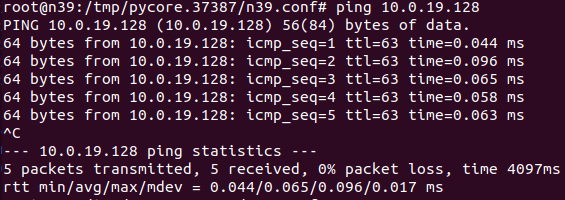 root@n39:/tmp/pycore.37387/n39.conf# ping 10.0.19.128
PING 10.0.19.128 (10.0.19.128) 56(84) bytes of data.
64 bytes from 10.0.19.128: icmp_seq=1 ttl=63 time=0.044 ms
64 bytes from 10.0.19.128: icmp_seq=2 ttl=63 time=0.096 ms
64 bytes from 10.0.19.128: icmp_seq=3 ttl=63 time=0.065 ms
64 bytes from 10.0.19.128: icmp_seq=4 ttl=63 time=0.058 ms
64 bytes from 10.0.19.128: icmp_seq=5 ttl=63 time=0.063 ms
^C
--- 10.0.19.128 ping statistics ---
5 packets transmitted, 5 received, 0% packet loss, time 4097ms
rtt min/avg/max/mdev = 0.044/0.065/0.096/0.017 ms